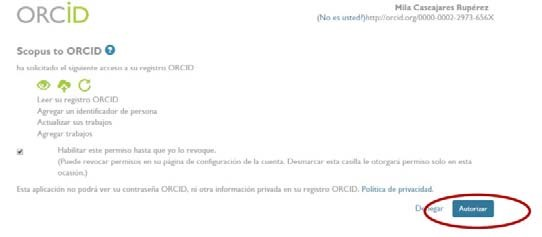 ORCID
Mila Cascajares Rupérez
(No es usted?)http://orcid.org/0000-0002-2973-656X
Scopus to ORCID
ha solicitado el siguiente acceso a su registro ORCID
Leer su registro ORCID
Agregar un identificador de persona
Actualizar sus trabajos
Agregar trabajos
Habilitar este permiso hasta que yo lo revoque.
(Puede revocar permisos en su página de configuración de la cuenta. Desmarcar esta casilla le otorgará permiso solo en esta
ocasión.)
Esta aplicación no podrá ver su contraseña ORCID, ni otra información privada en su registro ORCID. Política de privacidad.
Denegar Autorizar